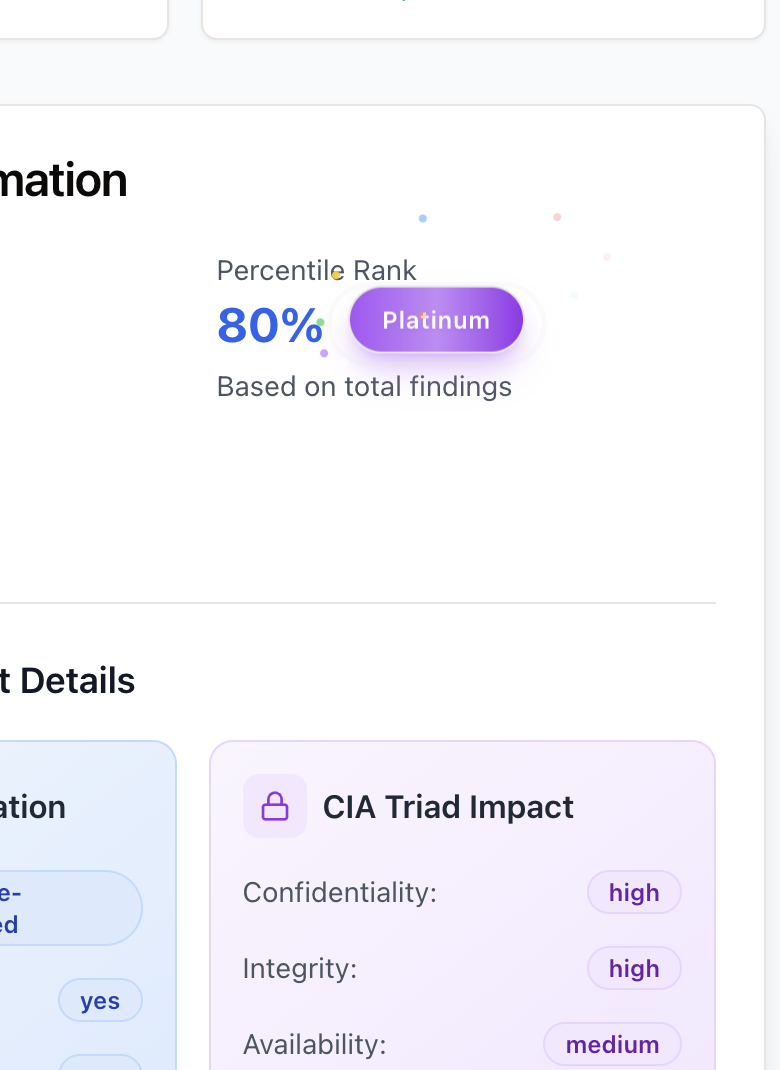 mation
Percentile Rank
80%
Platinum
Based on total findings
t Details
ation
e-
ed
yes
CIA Triad Impact
Confidentiality:
high
Integrity:
high
Availability:
medium